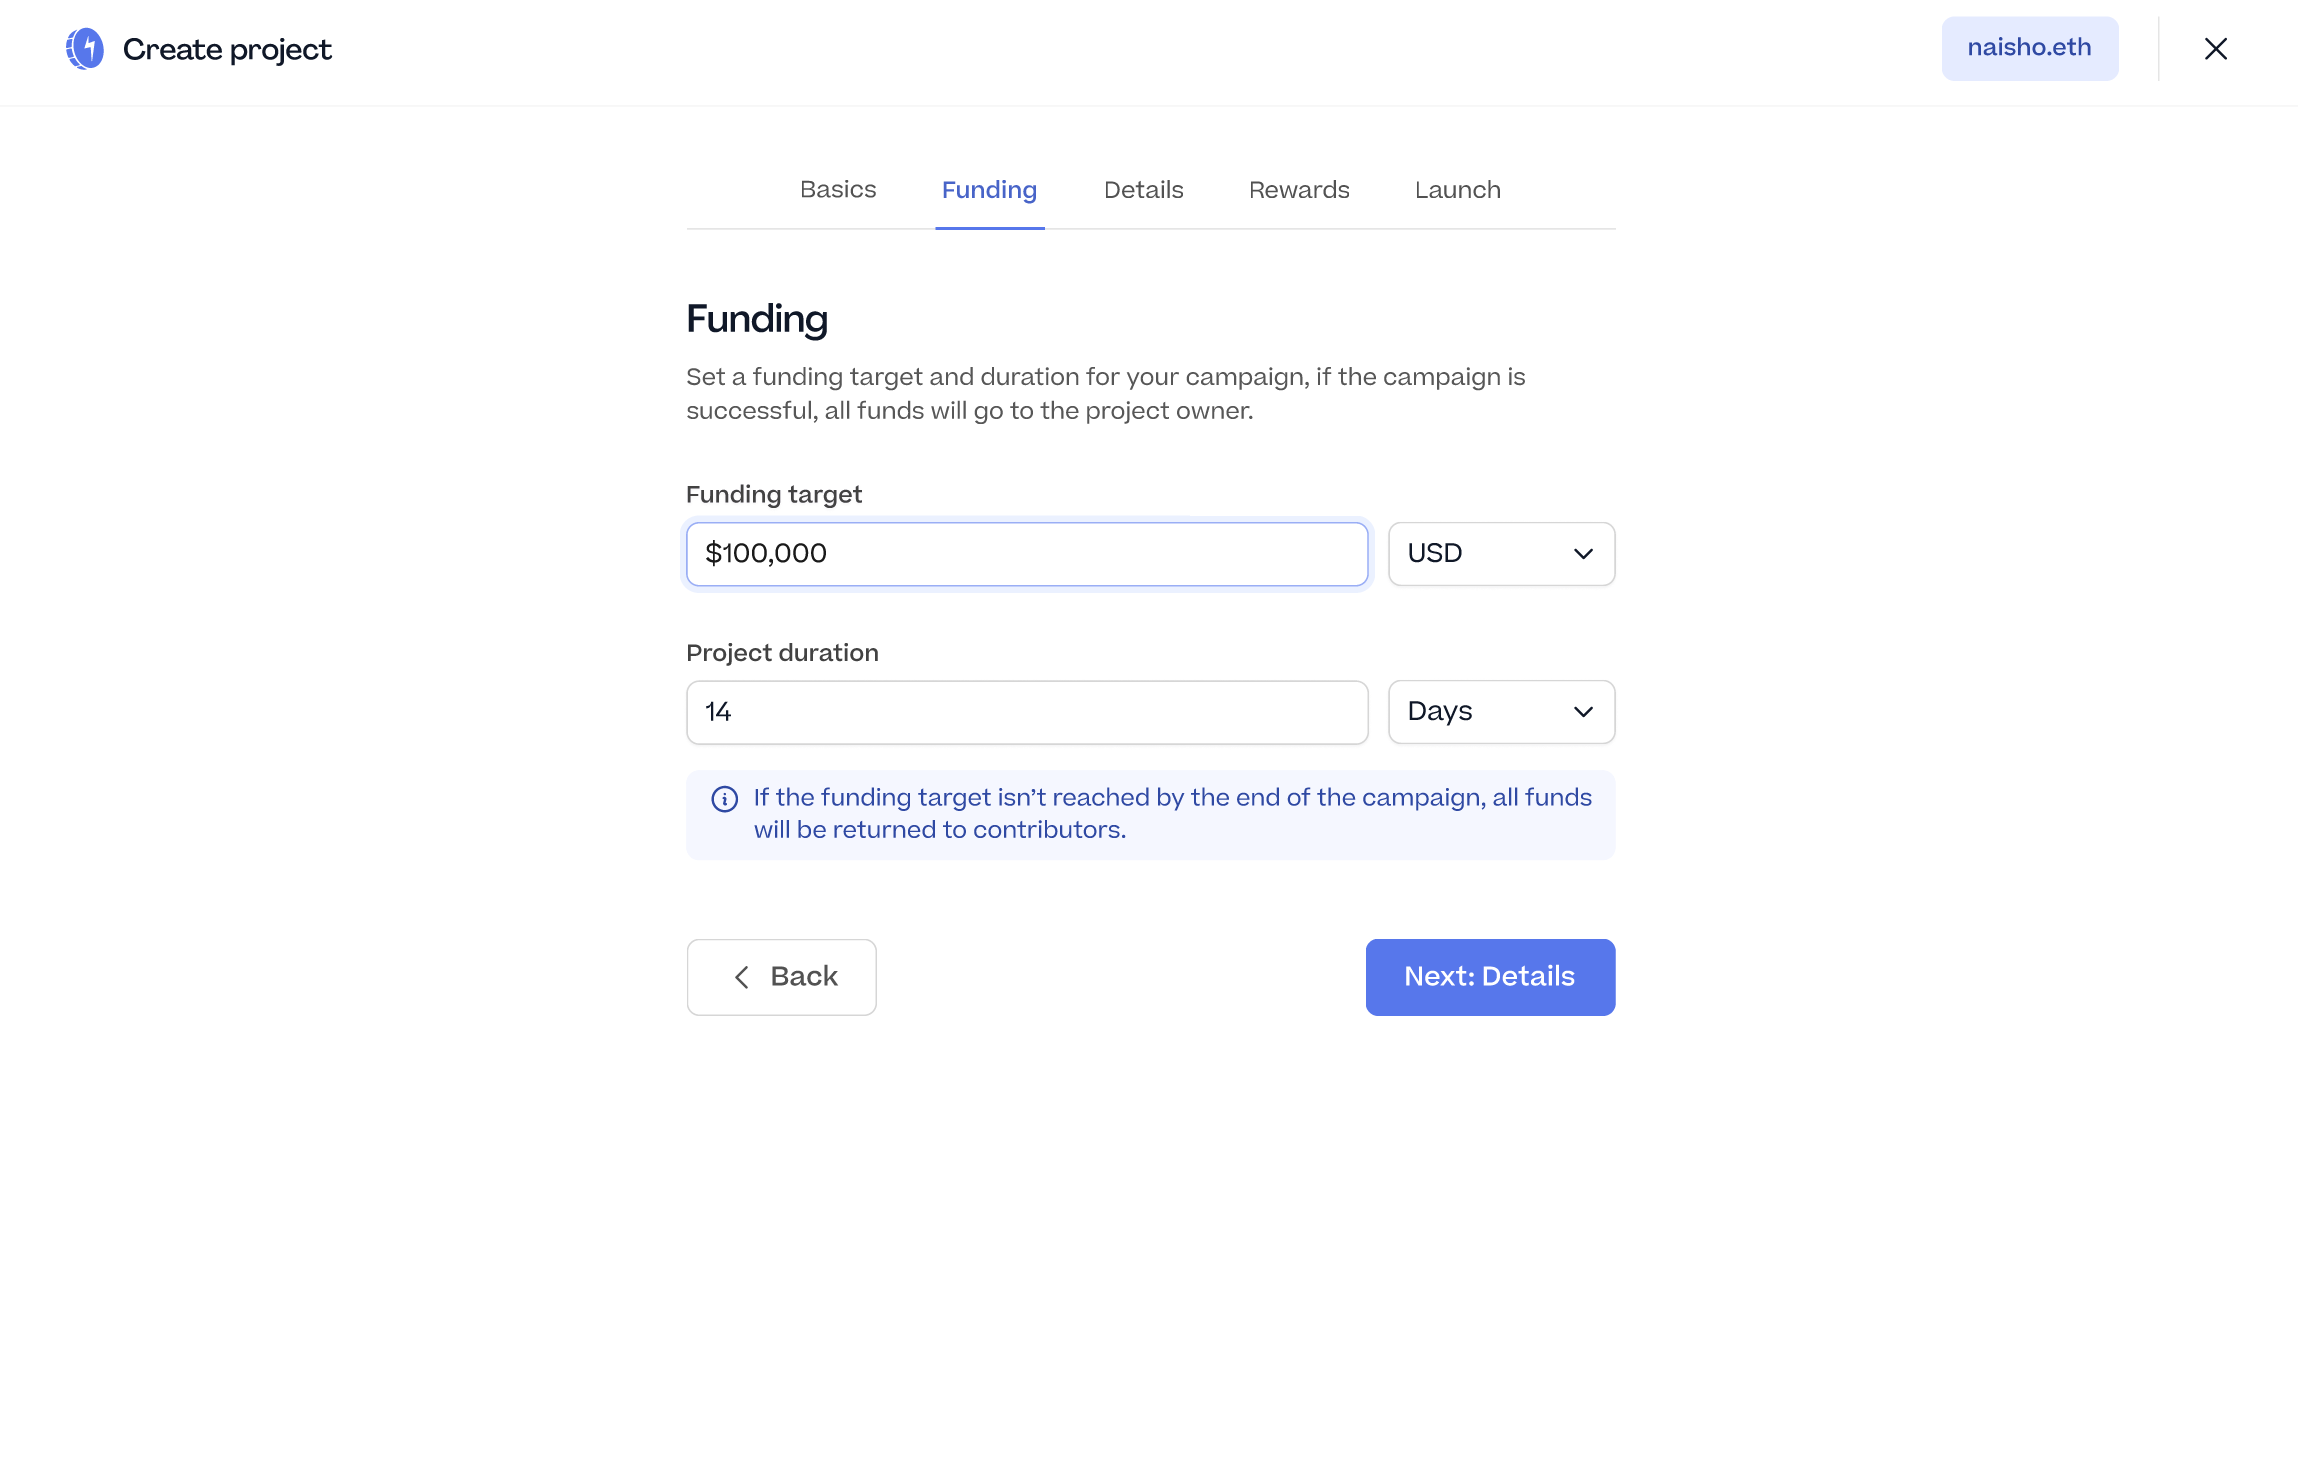 Create project
naisho.eth
Basics
Funding
Details
Rewards
Launch
Funding
Set a funding target and duration for your campaign, if the campaign is
successful, all funds will go to the project owner.
Funding target
$100,000
USD
Project duration
14
Days
If the funding target isn’t reached by the end of the campaign, all funds
will be returned to contributors.
Back
Next: Details